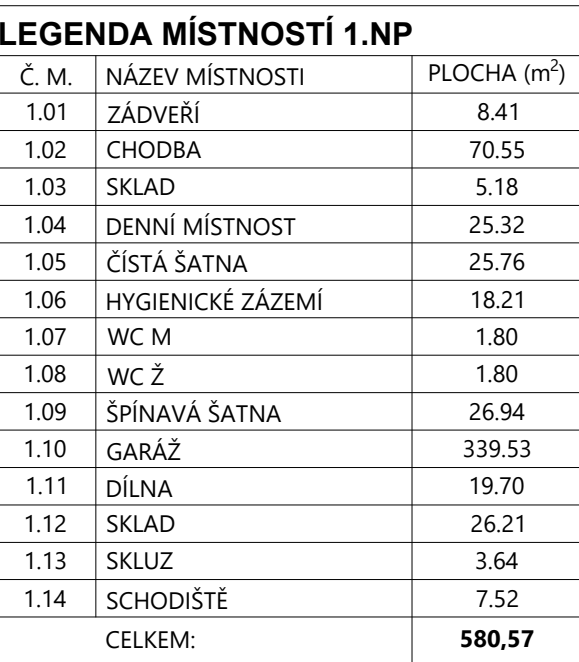 LEGENDA MÍSTNOSTÍ 1.NP
Č. M. NÁZEV MÍSTNOSTI PLOCHA (m²)
1.01 ZÁDVEŘÍ 8.41
1.02 CHODBA 70.55
1.03 SKLAD 5.18
1.04 DENNÍ MÍSTNOST 25.32
1.05 ČÍSTÁ ŠATNA 25.76
1.06 HYGIENICKÉ ZÁZEMÍ 18.21
1.07 WC M 1.80
1.08 WC Ž 1.80
1.09 ŠPÍNAVÁ ŠATNA 26.94
1.10 GARÁŽ 339.53
1.11 DÍLNA 19.70
1.12 SKLAD 26.21
1.13 SKLUZ 3.64
1.14 SCHODIŠTĚ 7.52
CELKEM: 580,57